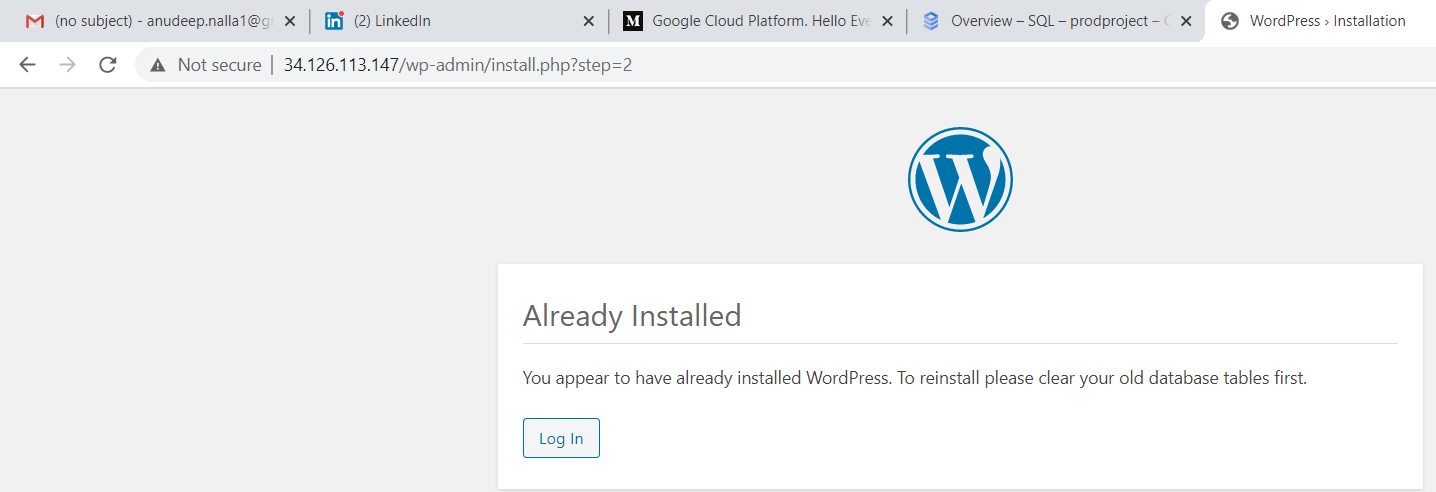 (no subject) - anudeep.nalla1@g
(2) LinkedIn
Google Cloud Platform. Hello Eve
Overview – SQL – prodproject –
WordPress › Installation
Not secure | 34.126.113.147/wp-admin/install.php?step=2
Already Installed
You appear to have already installed WordPress. To reinstall please clear your old database tables first.
Log In